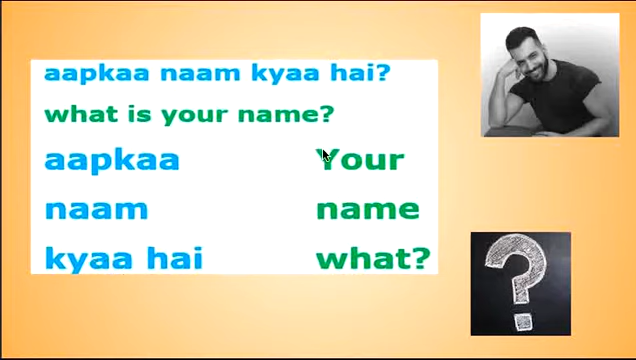 aapkaa naam kyaa hai?
what is your name?
aapkaa Your
naam name
kyaa hai what?